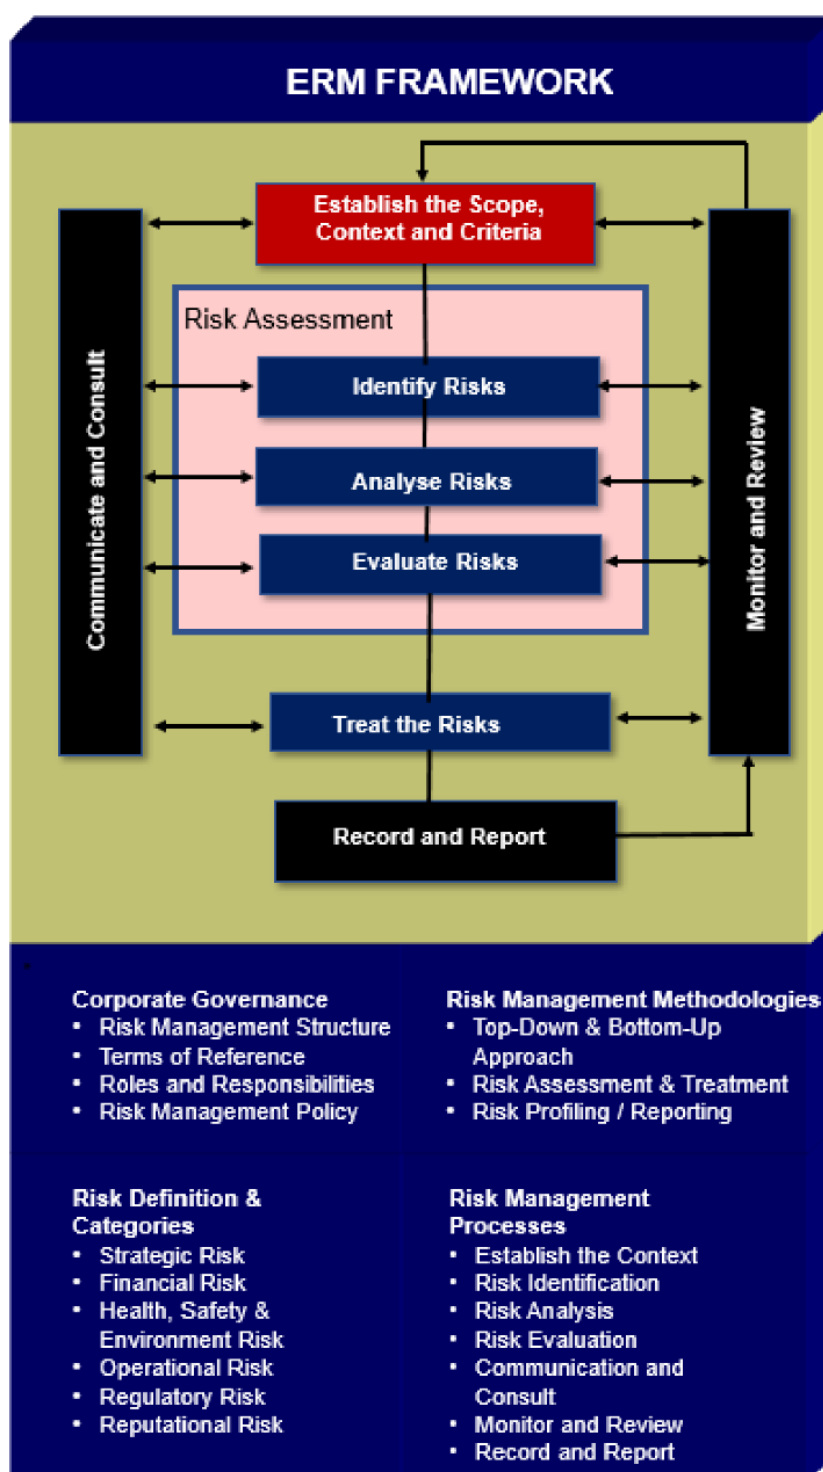 ERM FRAMEWORK
Establish the Scope,
Context and Criteria
Risk Assessment
Identify Risks
Analyse Risks
Evaluate Risks
Communicate and Consult
Monitor and Review
Treat the Risks
Record and Report
Corporate Governance
• Risk Management Structure
• Terms of Reference
• Roles and Responsibilities
• Risk Management Policy
Risk Management Methodologies
• Top-Down & Bottom-Up
Approach
• Risk Assessment & Treatment
• Risk Profiling / Reporting
Risk Definition &
Categories
• Strategic Risk
• Financial Risk
• Health, Safety &
Environment Risk
• Operational Risk
• Regulatory Risk
• Reputational Risk
Risk Management
Processes
• Establish the Context
• Risk Identification
• Risk Analysis
• Risk Evaluation
• Communication and
Consult
• Monitor and Review
• Record and Report